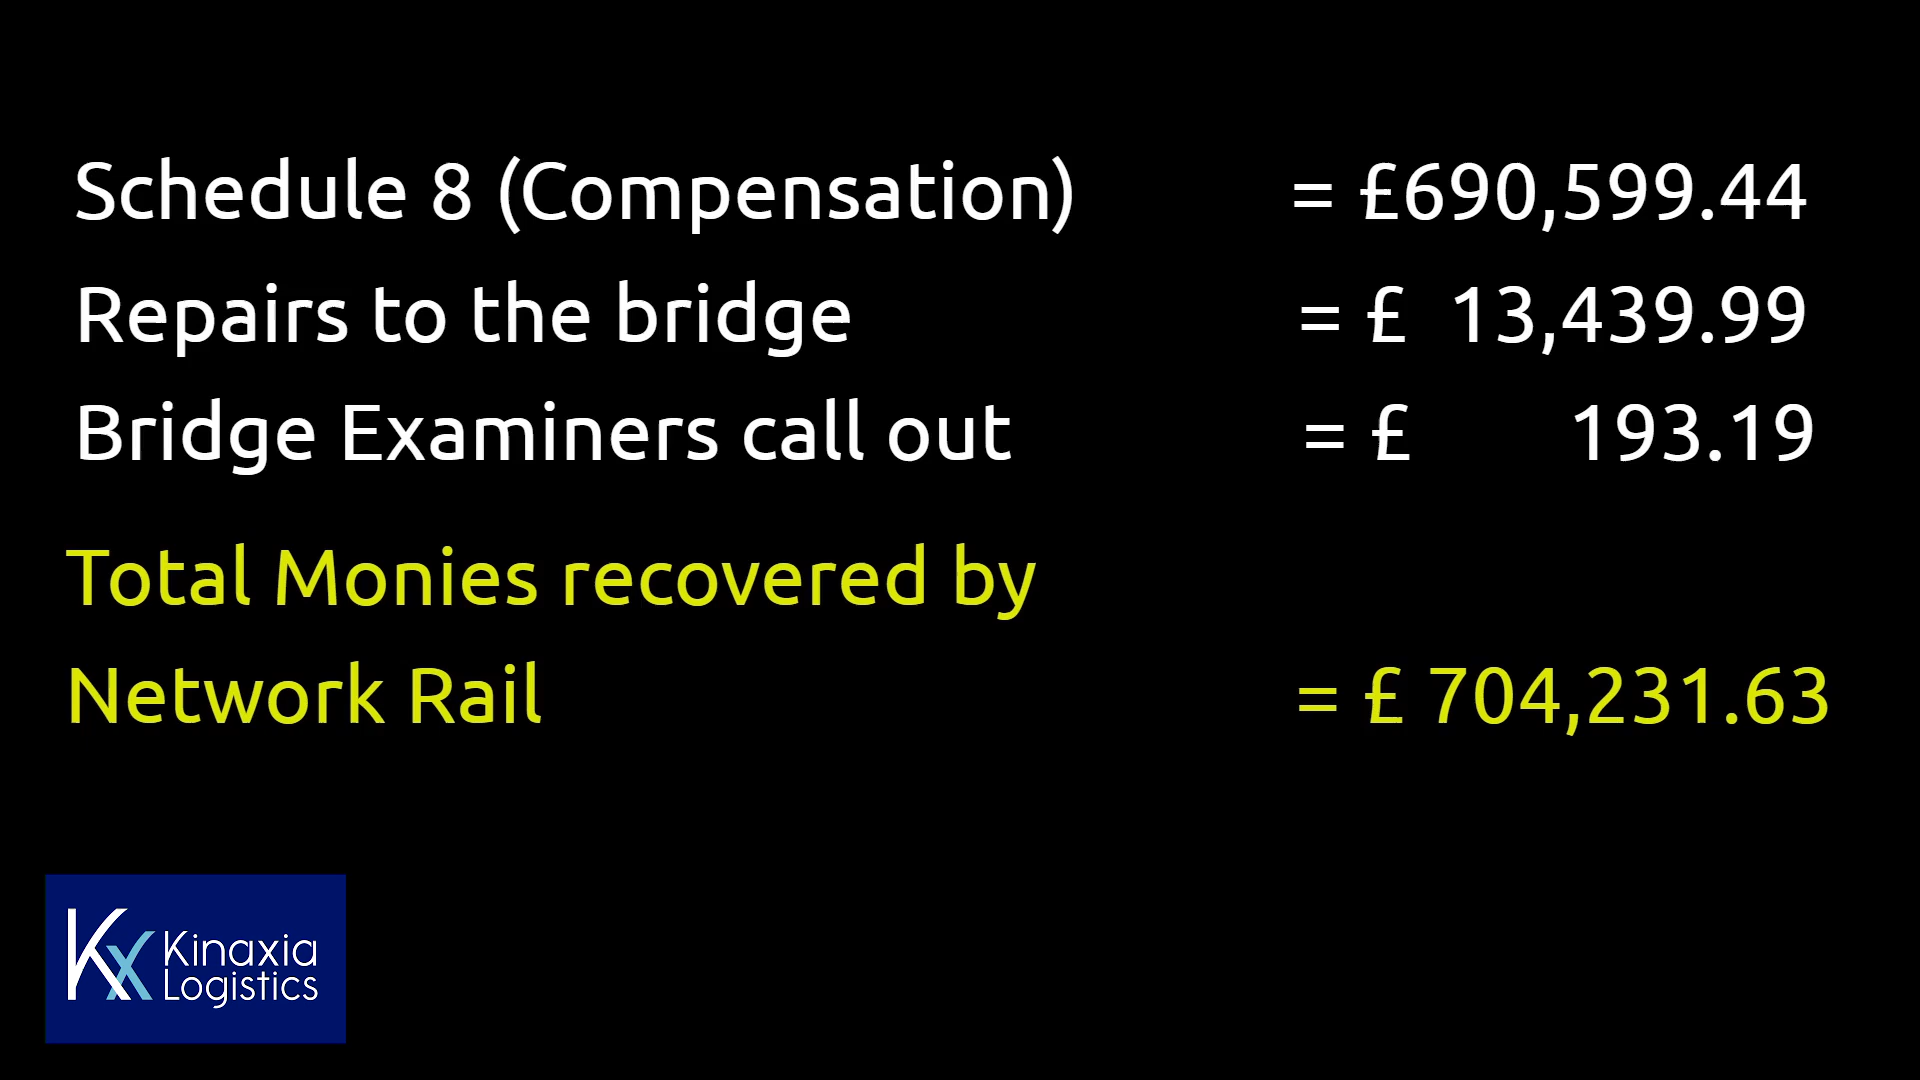 Schedule 8 (Compensation) = £690,599.44
Repairs to the bridge = £ 13,439.99
Bridge Examiners call out = £ 193.19
Total Monies recovered by
Network Rail = £ 704,231.63
Kx Kinaxia
Logistics